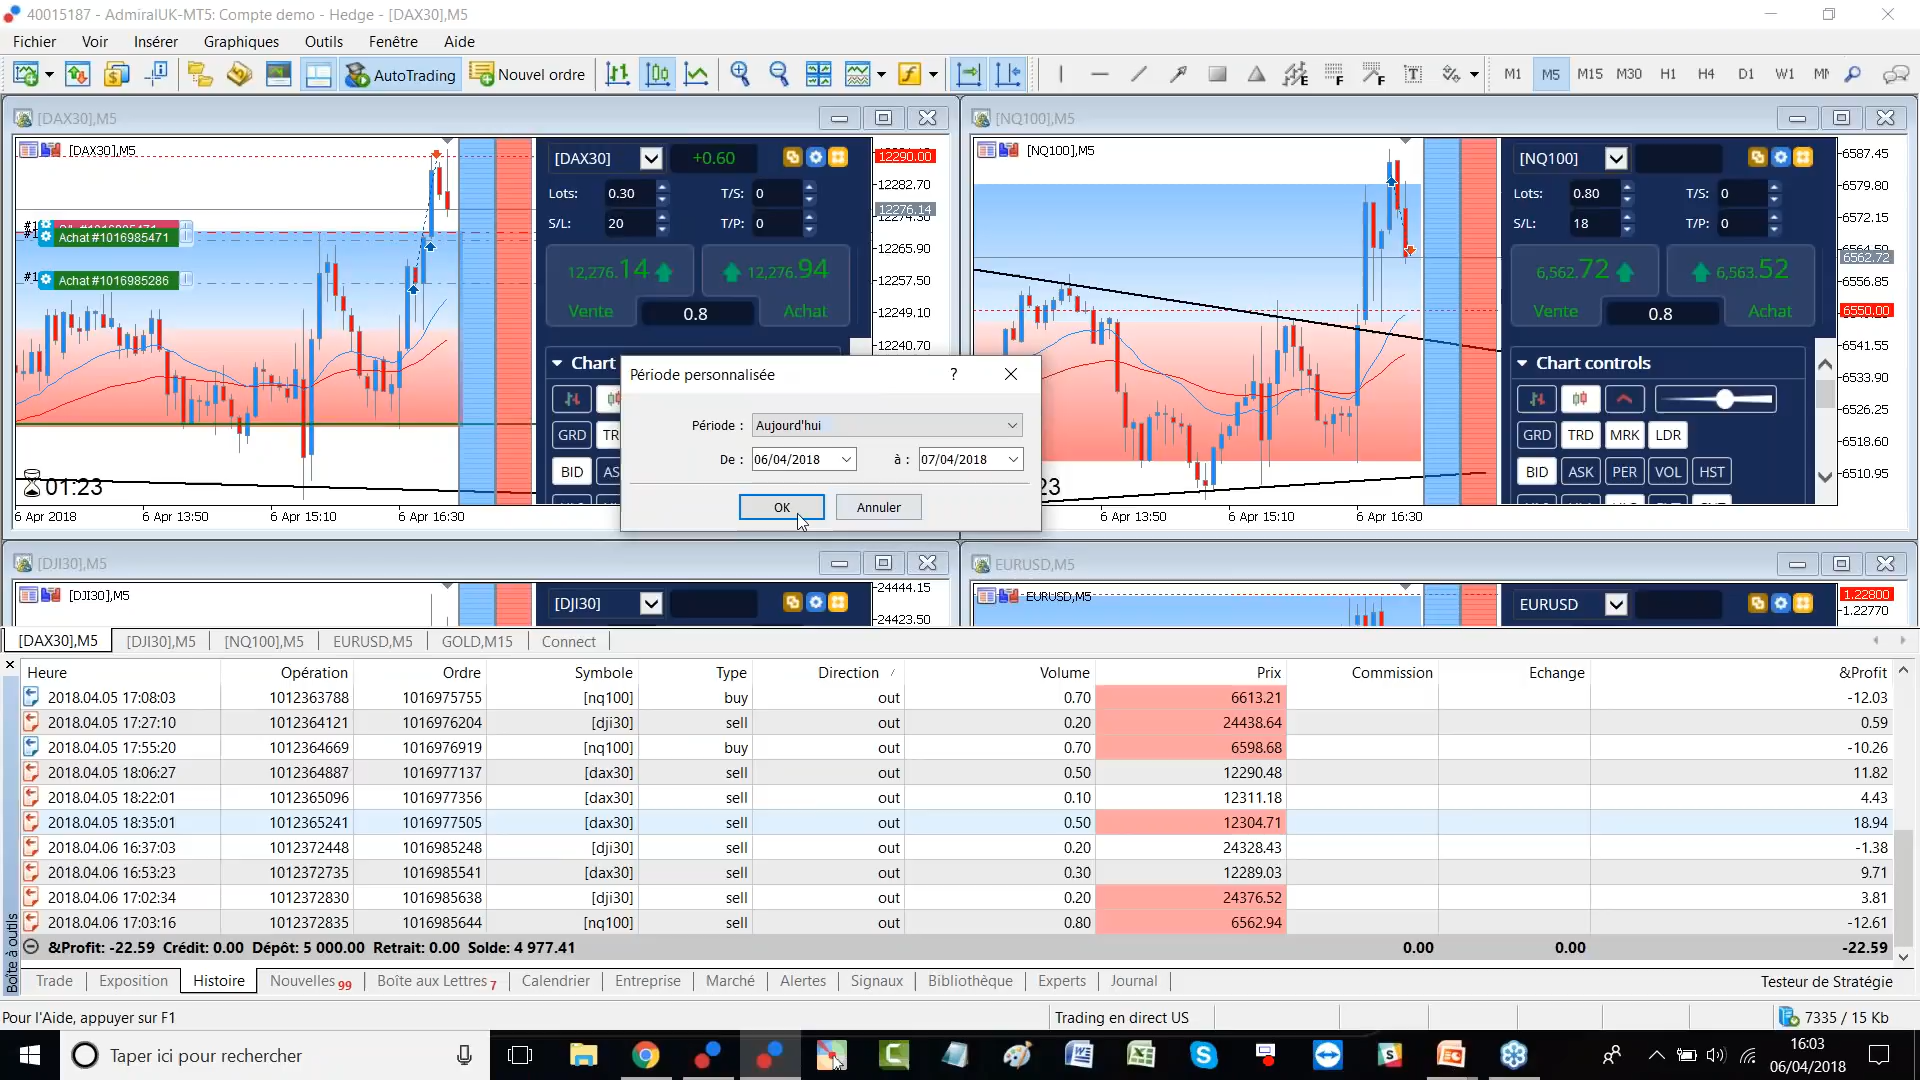 40015187 - AdmiralUK-MT5: Compte demo - Hedge - [DAX30],M5
Fichier Voir Insérer Graphiques Outils Fenêtre Aide
AutoTrading Nouvel ordre M1 M5 M15 M30 H1 H4 D1 W1
[DAX30],M5
[DAX30],M5
12290.00
12282.70
12276.14
12265.90
12257.50
12249.10
12240.70
Achat #1016985471
Achat #1016985286
01:23
6 Apr 2018 6 Apr 13:50 6 Apr 15:10 6 Apr 16:30
[DAX30] +0.60
Lots: 0.30 T/S: 0
S/L: 20 T/P: 0
12,276.14 12,276.94
Vente 0.8 Achat
Chart
GRD
BID
[NQ100],M5
[NQ100],M5
6587.45
6579.80
6572.15
6562.72
6556.85
6550.00
6541.55
6533.90
6526.25
6518.60
6510.95
23
6 Apr 13:50 6 Apr 15:10 6 Apr 16:30
[NQ100]
Lots: 0.80 T/S: 0
S/L: 18 T/P: 0
6,562.72 6,563.52
Vente 0.8 Achat
Chart controls
GRD TRD MRK LDR
BID ASK PER VOL HST
Période personnalisée ?
Période : Aujourd'hui
De : 06/04/2018 à : 07/04/2018
OK Annuler
[DJI30],M5
[DJI30],M5
[DJI30]
24444.15
24423.50
EURUSD,M5
EURUSD,M5
EURUSD
1.22800
1.22770
[DAX30],M5 [DJI30],M5 [NQ100],M5 EURUSD,M5 GOLD,M15 Connect
Heure Opération Ordre Symbole Type Direction Volume Prix Commission Echange &Profit
2018.04.05 17:08:03 1012363788 1016975755 [nq100] buy out 0.70 6613.21 -12.03
2018.04.05 17:27:10 1012364121 1016976204 [dji30] sell out 0.20 24438.64 0.59
2018.04.05 17:55:20 1012364669 1016976919 [nq100] buy out 0.70 6598.68 -10.26
2018.04.05 18:06:27 1012364887 1016977137 [dax30] sell out 0.50 12290.48 11.82
2018.04.05 18:22:01 1012365096 1016977356 [dax30] sell out 0.10 12311.18 4.43
2018.04.05 18:35:01 1012365241 1016977505 [dax30] sell out 0.50 12304.71 18.94
2018.04.06 16:37:03 1012372448 1016985248 [dji30] sell out 0.20 24328.43 -1.38
2018.04.06 16:53:23 1012372735 1016985541 [dax30] sell out 0.30 12289.03 9.71
2018.04.06 17:02:34 1012372830 1016985638 [dji30] sell out 0.20 24376.52 3.81
2018.04.06 17:03:16 1012372835 1016985644 [nq100] sell out 0.80 6562.94 -12.61
&Profit: -22.59 Crédit: 0.00 Dépôt: 5 000.00 Retrait: 0.00 Solde: 4 977.41 0.00 0.00 -22.59
Boîte à outils
Trade Exposition Histoire Nouvelles 99 Boîte aux Lettres 7 Calendrier Entreprise Marché Alertes Signaux Bibliothèque Experts Journal Testeur de Stratégie
Pour l'Aide, appuyer sur F1 Trading en direct US 7335 / 15 Kb
Taper ici pour rechercher 16:03
06/04/2018